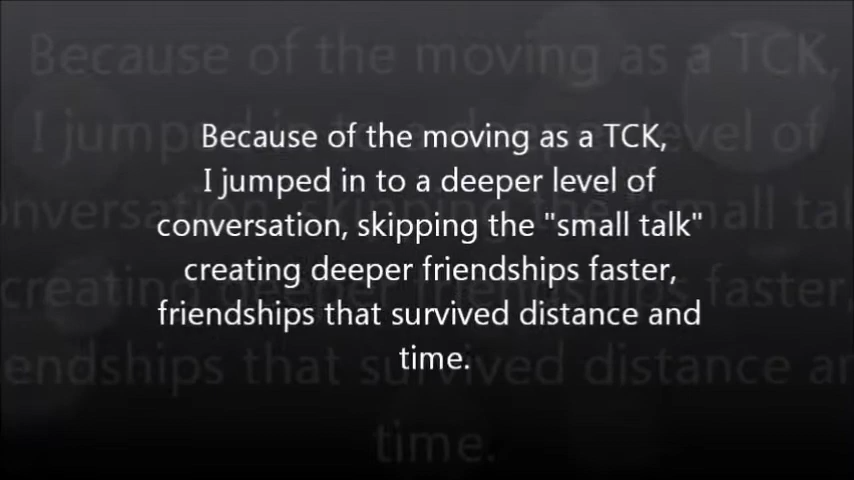 Because of the moving as a TCK,
I jumped in to a deeper level of
conversation, skipping the "small talk"
creating deeper friendships faster,
friendships that survived distance and
time.